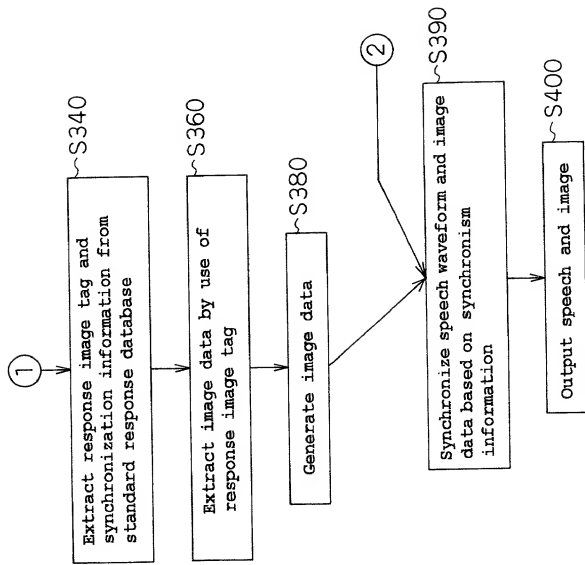 1
S340
Extract response image tag and
synchronization information from
standard response database
S360
Extract image data by use of
response image tag
S380
Generate image data
2
S390
Synchronize speech waveform and image
data based on synchronism
information
S400
Output speech and image